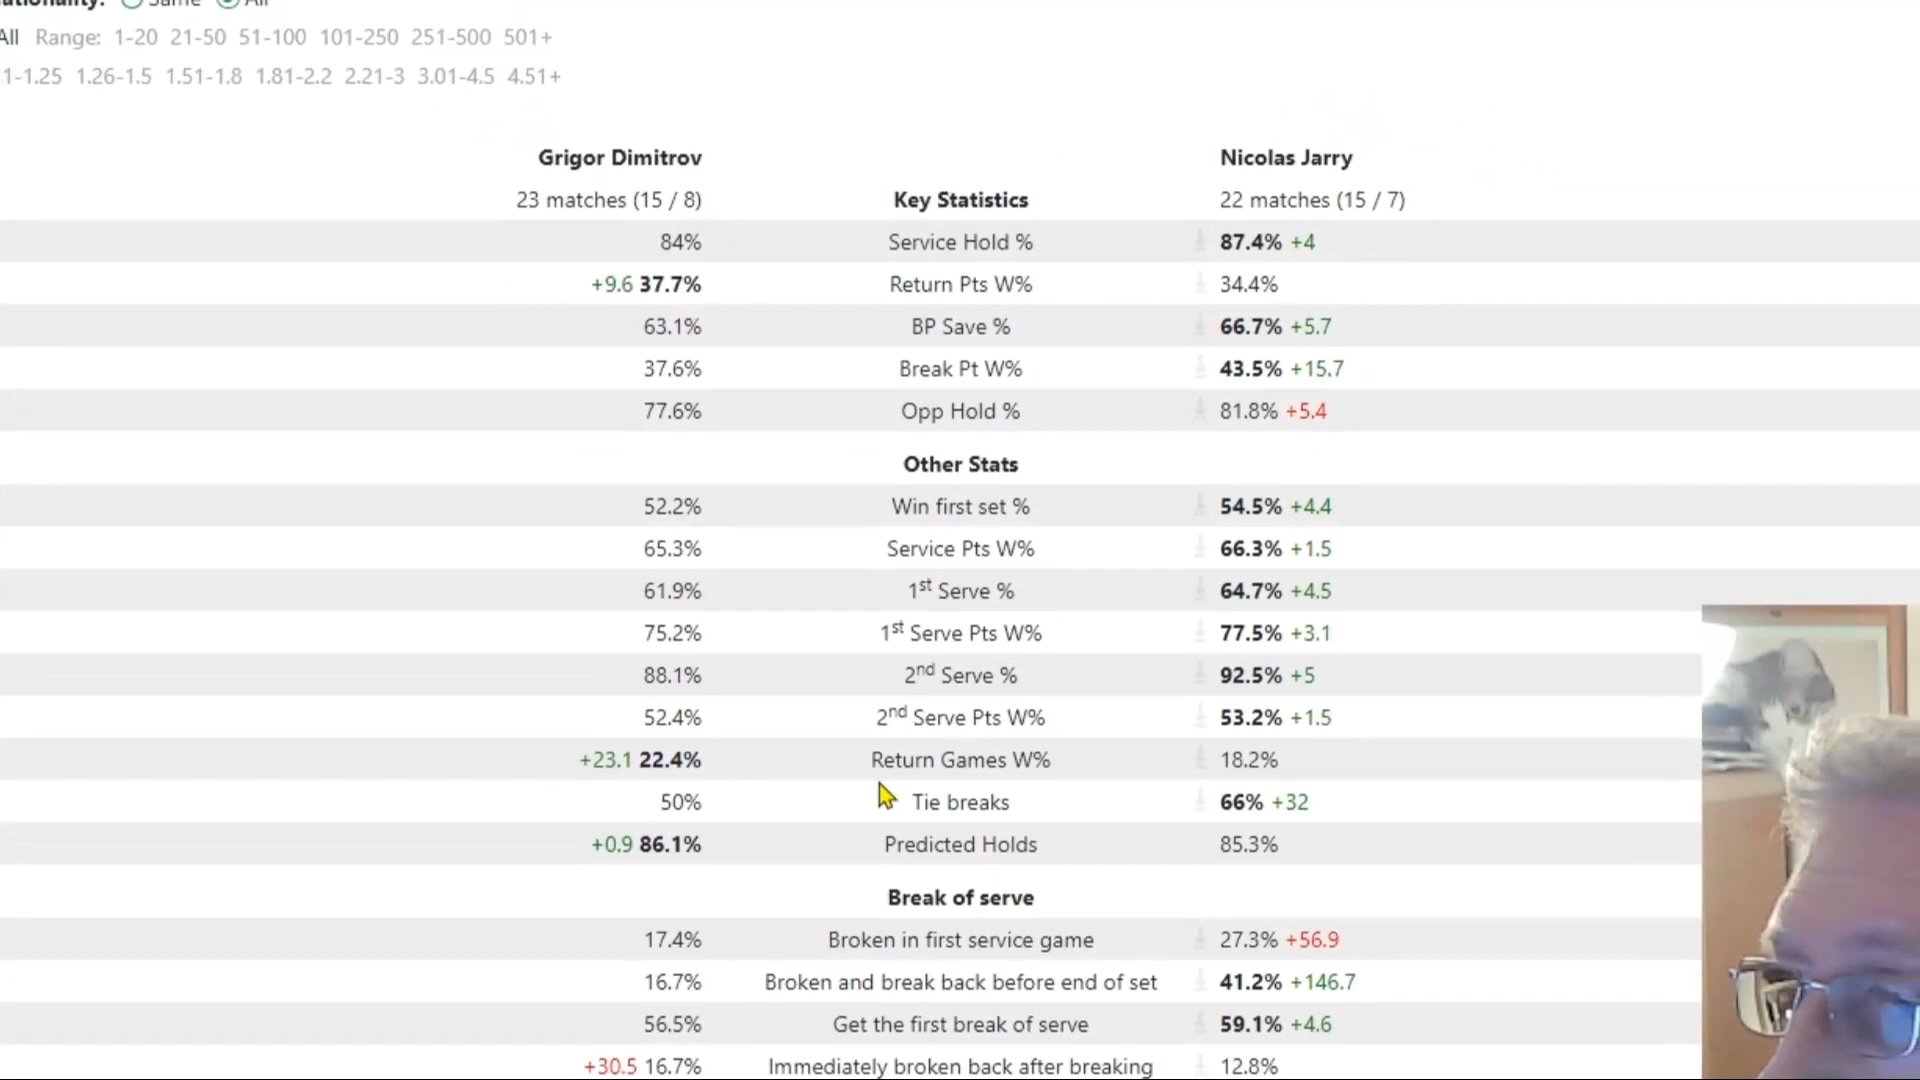 All Range: 1-20 21-50 51-100 101-250 251-500 501+
1-1.25 1.26-1.5 1.51-1.8 1.81-2.2 2.21-3 3.01-4.5 4.51+
Grigor Dimitrov Nicolas Jarry
23 matches (15 / 8) Key Statistics 22 matches (15 / 7)
84% Service Hold % 87.4% +4
+9.6 37.7% Return Pts W% 34.4%
63.1% BP Save % 66.7% +5.7
37.6% Break Pt W% 43.5% +15.7
77.6% Opp Hold % 81.8% +5.4
Other Stats
52.2% Win first set % 54.5% +4.4
65.3% Service Pts W% 66.3% +1.5
61.9% 1st Serve % 64.7% +4.5
75.2% 1st Serve Pts W% 77.5% +3.1
88.1% 2nd Serve % 92.5% +5
52.4% 2nd Serve Pts W% 53.2% +1.5
+23.1 22.4% Return Games W% 18.2%
50% Tie breaks 66% +32
+0.9 86.1% Predicted Holds 85.3%
Break of serve
17.4% Broken in first service game 27.3% +56.9
16.7% Broken and break back before end of set 41.2% +146.7
56.5% Get the first break of serve 59.1% +4.6
+30.5 16.7% Immediately broken back after breaking 12.8%